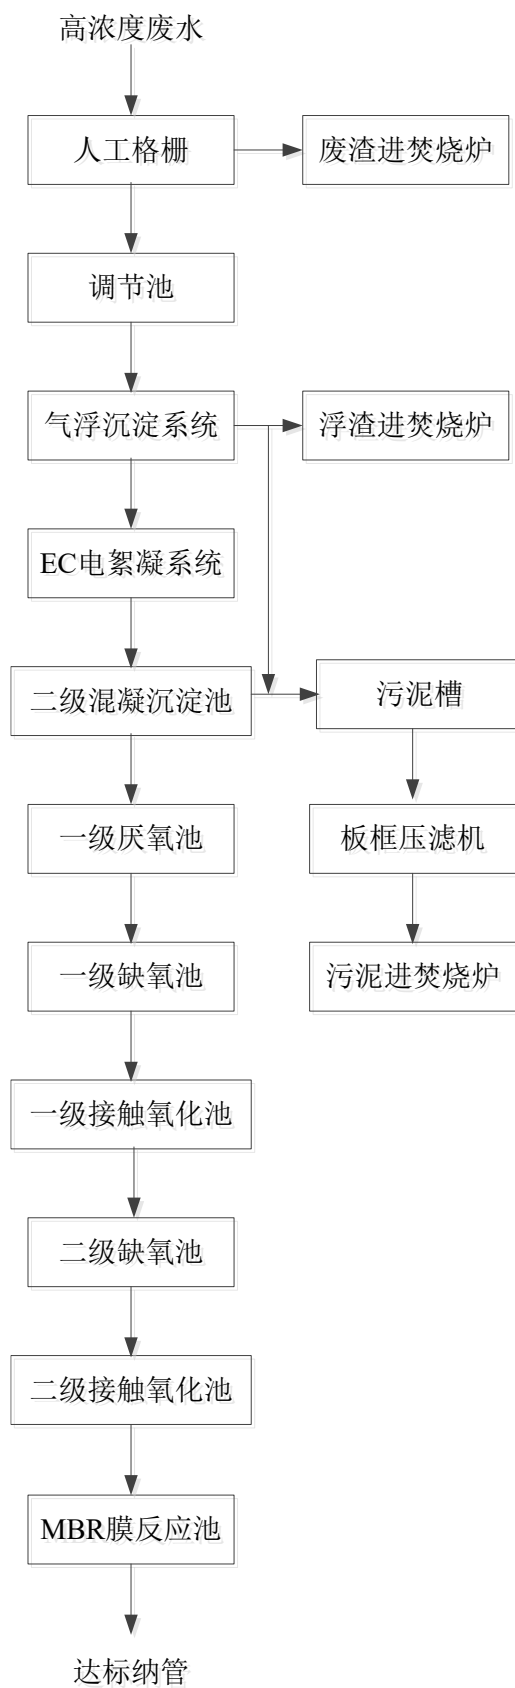 高浓度废水
人工格栅
废渣进焚烧炉
调节池
气浮沉淀系统
浮渣进焚烧炉
EC电絮凝系统
二级混凝沉淀池
污泥槽
一级厌氧池
板框压滤机
一级缺氧池
污泥进焚烧炉
一级接触氧化池
二级缺氧池
二级接触氧化池
MBR膜反应池
达标纳管